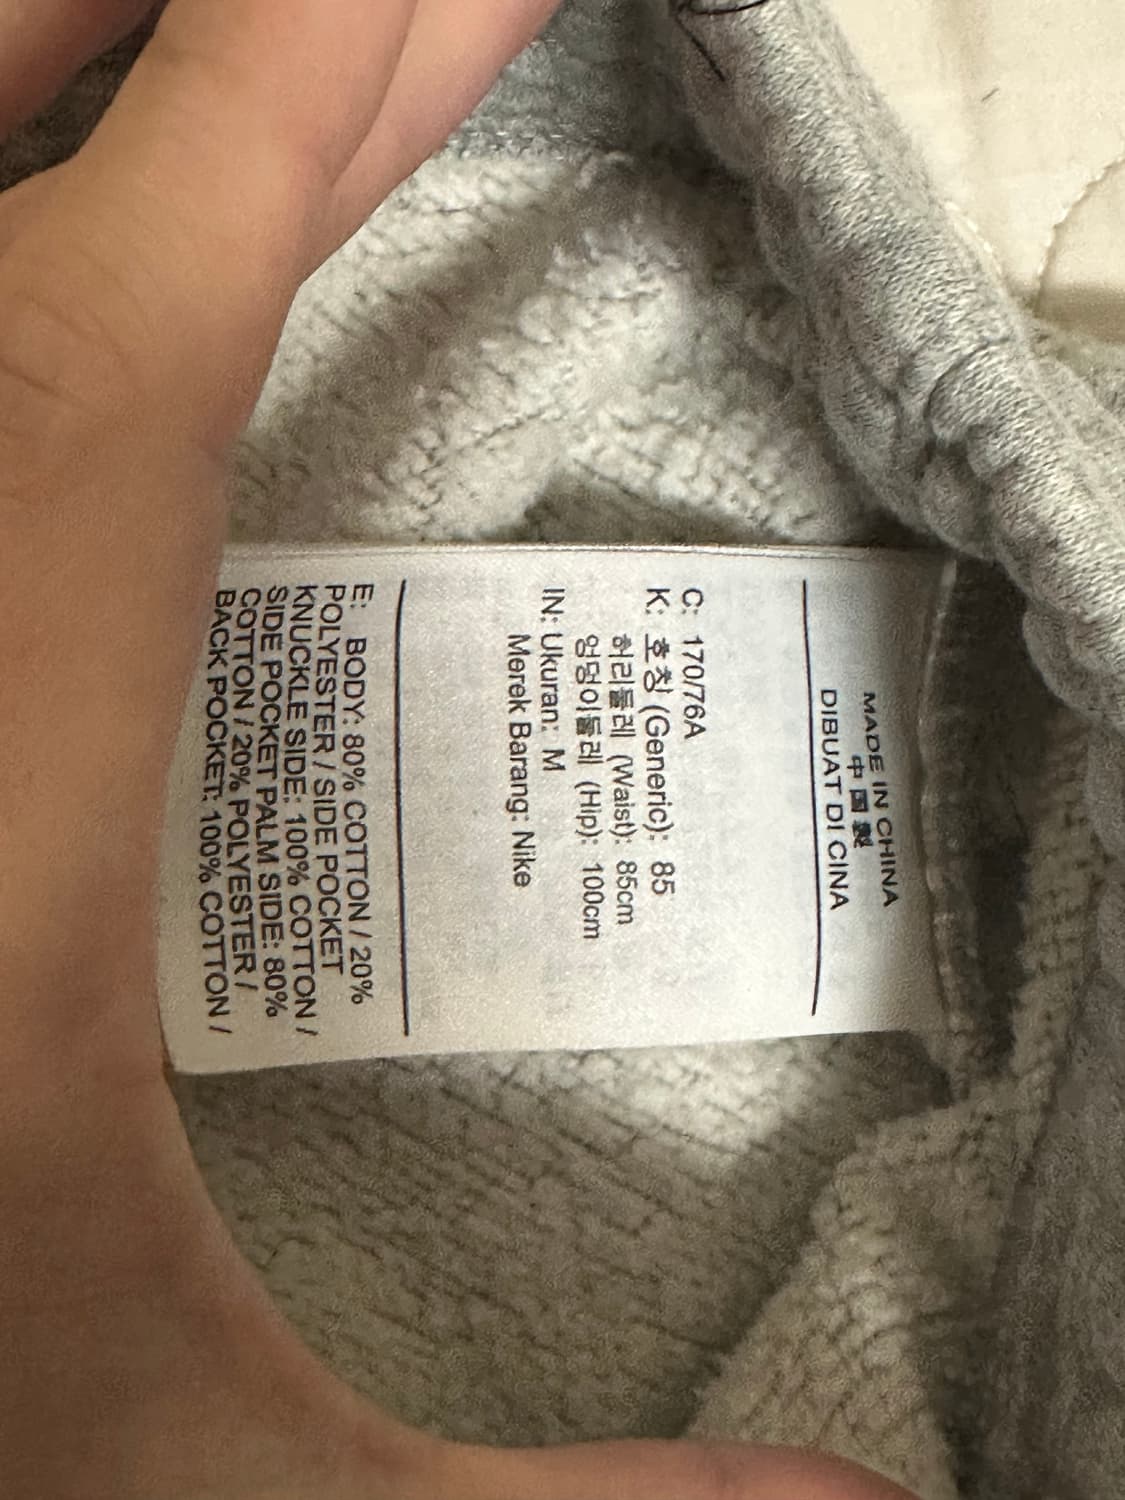 MADE IN CHINA
中国製
DIBUAT DI CINA
C: 170/76A
K: 호칭 (Generic): 85
허리둘레 (Waist): 85cm
엉덩이둘레 (Hip): 100cm
IN: Ukuran: M
Merek Barang: Nike
E: BODY: 80% COTTON / 20%
POLYESTER / SIDE POCKET
KNUCKLE SIDE: 100% COTTON /
SIDE POCKET PALM SIDE: 80%
COTTON / 20% POLYESTER /
BACK POCKET: 100% COTTON /